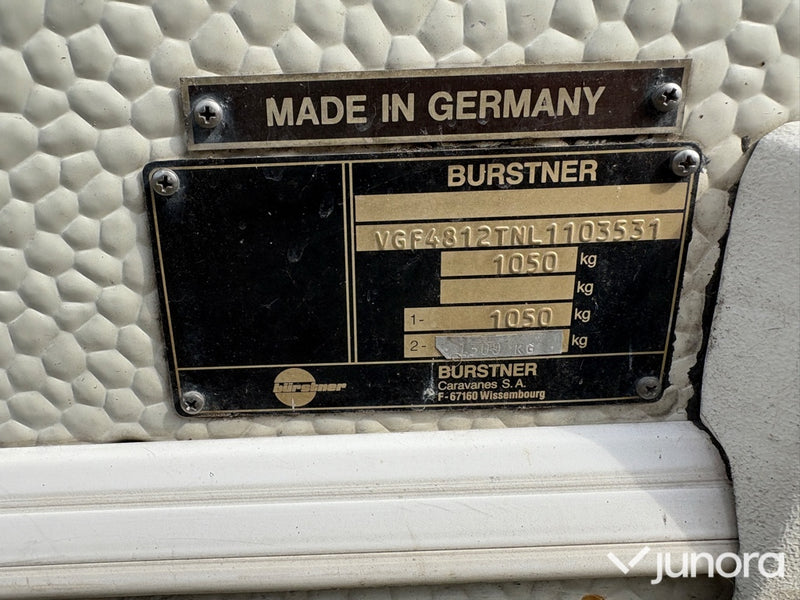 MADE IN GERMANY
BURSTNER
VGF4812TNL1103531
1050 kg
kg
1- 1050 kg
2- KG kg
bürstner
BURSTNER
Caravanes S.A.
F-67160 Wissembourg
junora